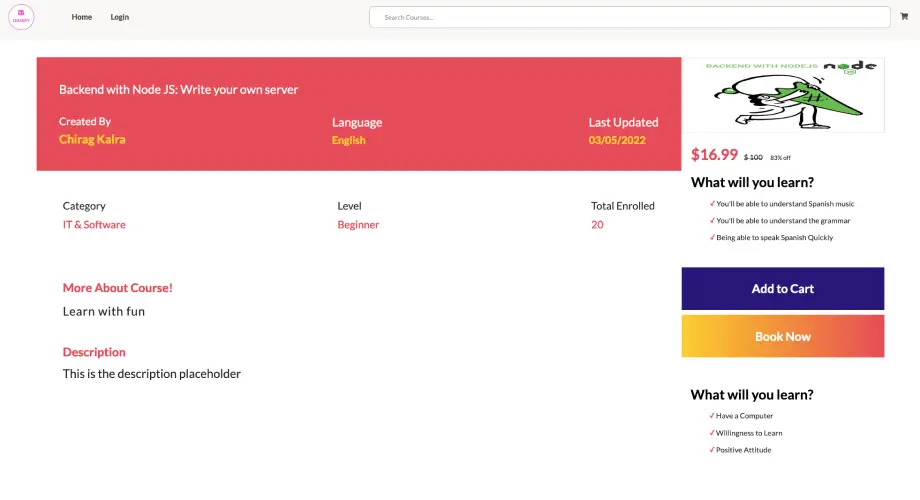 LEARNIFY
Home
Login
Search Courses...
Backend with Node JS: Write your own server
Created By
Chirag Kalra
Language
English
Last Updated
03/05/2022
BACKEND WITH NODEJS
node
$16.99 $ 100 83% off
What will you learn?
✓ You'll be able to understand Spanish music
✓ You'll be able to understand the grammar
✓ Being able to speak Spanish Quickly
Category
IT & Software
Level
Beginner
Total Enrolled
20
More About Course!
Learn with fun
Description
This is the description placeholder
Add to Cart
Book Now
What will you learn?
✓ Have a Computer
✓ Willingness to Learn
✓ Positive Attitude